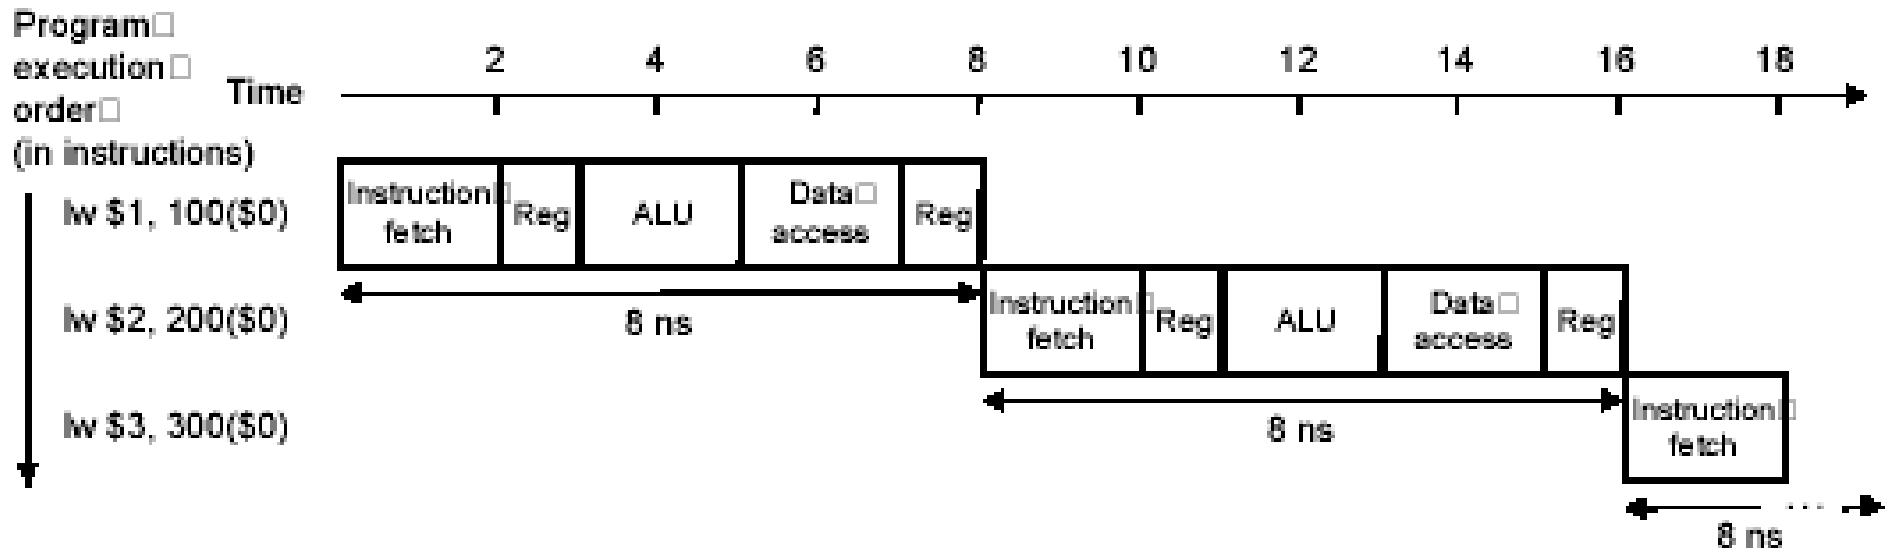 Program
execution
order
(in instructions)
Time
2 4 6 8 10 12 14 16 18
lw $1, 100($0)
Instruction
fetch
Reg
ALU
Data
access
Reg
8 ns
lw $2, 200($0)
Instruction
fetch
Reg
ALU
Data
access
Reg
8 ns
lw $3, 300($0)
Instruction
fetch
...
8 ns